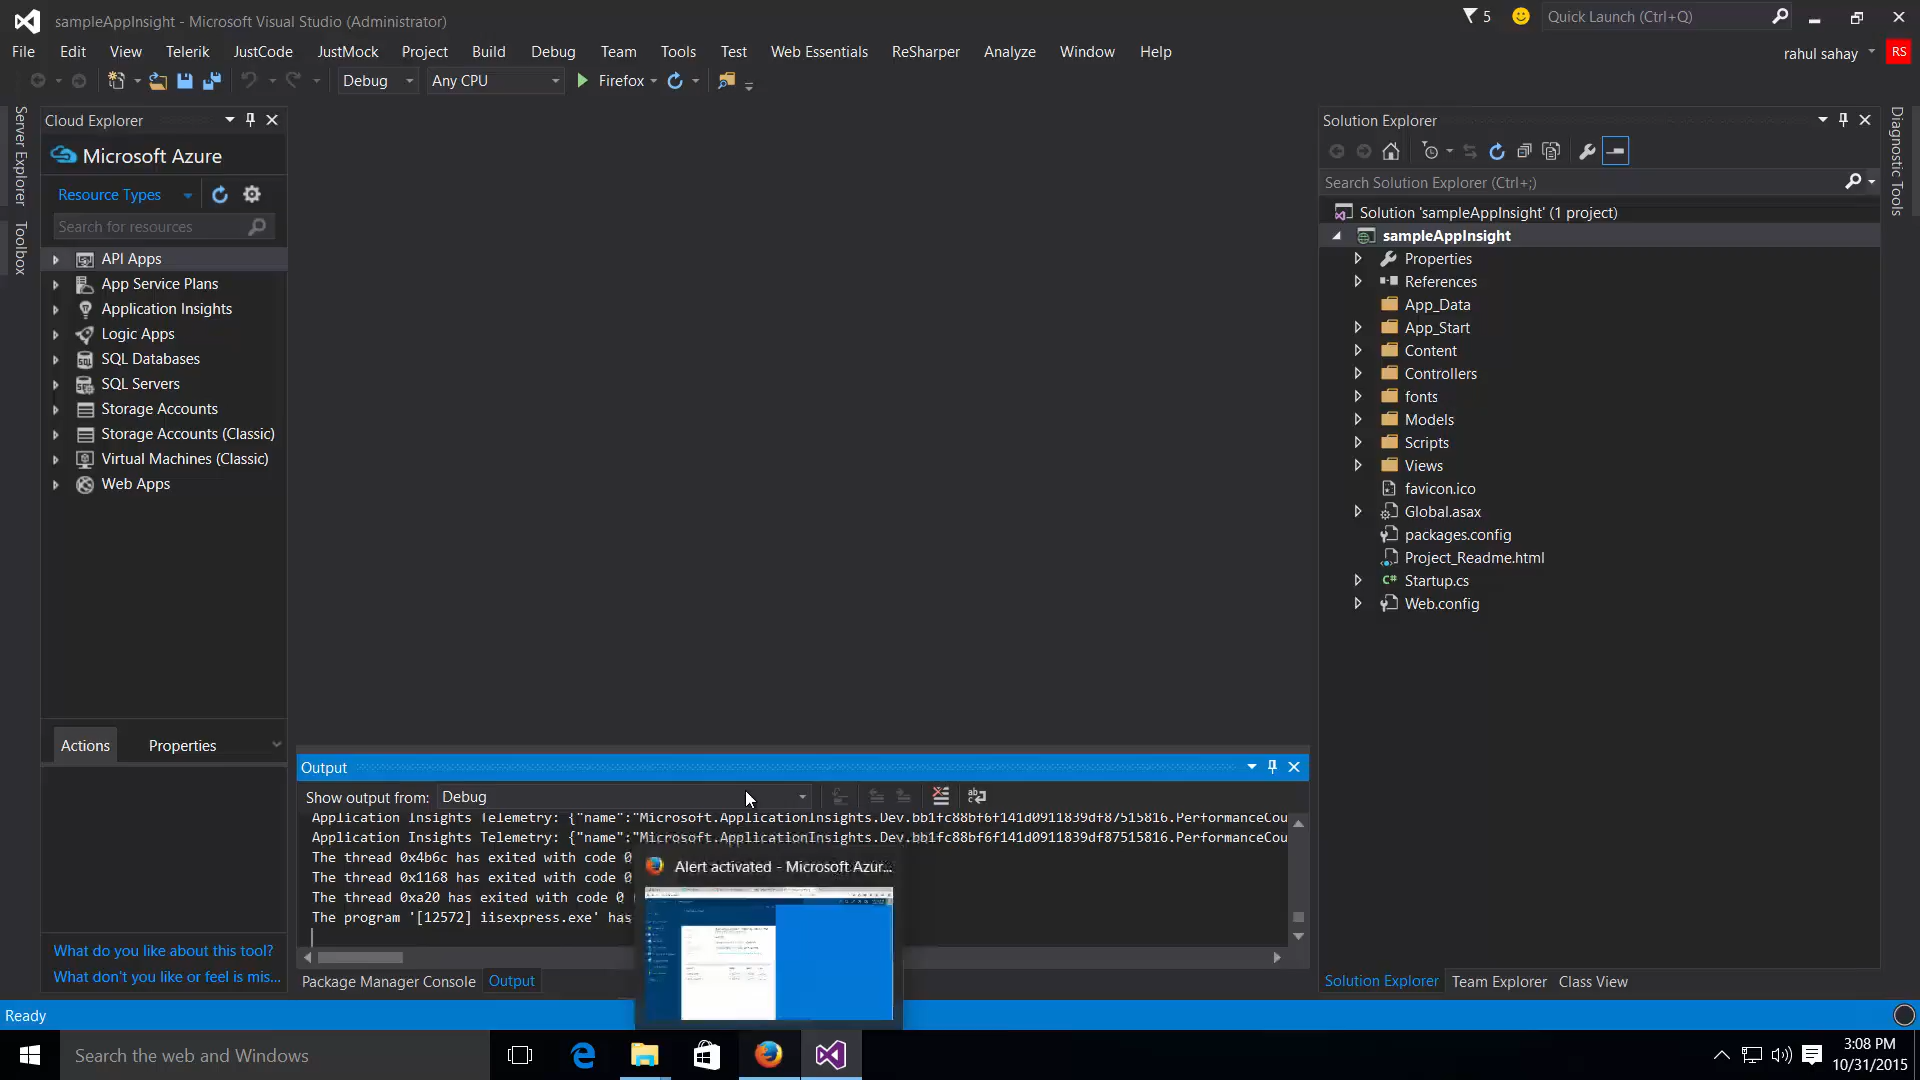 sampleAppInsight - Microsoft Visual Studio (Administrator)
5
Quick Launch (Ctrl+Q)
File Edit View Telerik JustCode JustMock Project Build Debug Team Tools Test Web Essentials ReSharper Analyze Window Help
rahul sahay
RS
Debug Any CPU Firefox
Server Explorer
Toolbox
Cloud Explorer
Microsoft Azure
Resource Types
Search for resources
API Apps
App Service Plans
Application Insights
Logic Apps
SQL Databases
SQL Servers
Storage Accounts
Storage Accounts (Classic)
Virtual Machines (Classic)
Web Apps
Actions Properties
What do you like about this tool?
What don't you like or feel is mis...
Output
Show output from: Debug
Application Insights Telemetry: {"name":"Microsoft.ApplicationInsights.Dev.bb1fc88bf6f141d0911839df87515816.PerformanceCou
Application Insights Telemetry: {"name":"Microsoft.ApplicationInsights.Dev.bb1fc88bf6f141d0911839df87515816.PerformanceCou
The thread 0x4b6c has exited with code 0
The thread 0x1168 has exited with code 0
The thread 0xa20 has exited with code 0
The program '[12572] iisexpress.exe' has
Alert activated - Microsoft Azur...
Package Manager Console Output
Solution Explorer
Search Solution Explorer (Ctrl+;)
Solution 'sampleAppInsight' (1 project)
sampleAppInsight
Properties
References
App_Data
App_Start
Content
Controllers
fonts
Models
Scripts
Views
favicon.ico
Global.asax
packages.config
Project_Readme.html
C# Startup.cs
Web.config
Solution Explorer Team Explorer Class View
Diagnostic Tools
Ready
Search the web and Windows
3:08 PM
10/31/2015